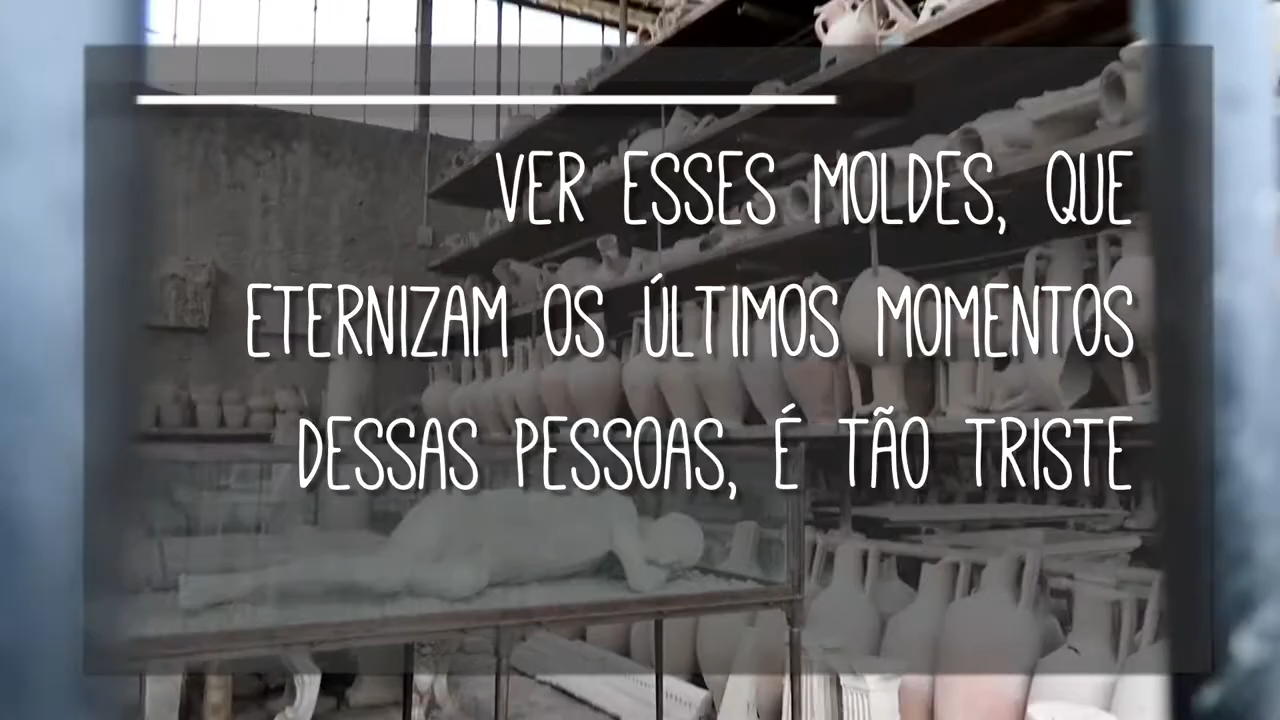 VER ESSES MOLDES, QUE
ETERNIZAM OS ÚLTIMOS MOMENTOS
DESSAS PESSOAS, É TÃO TRISTE